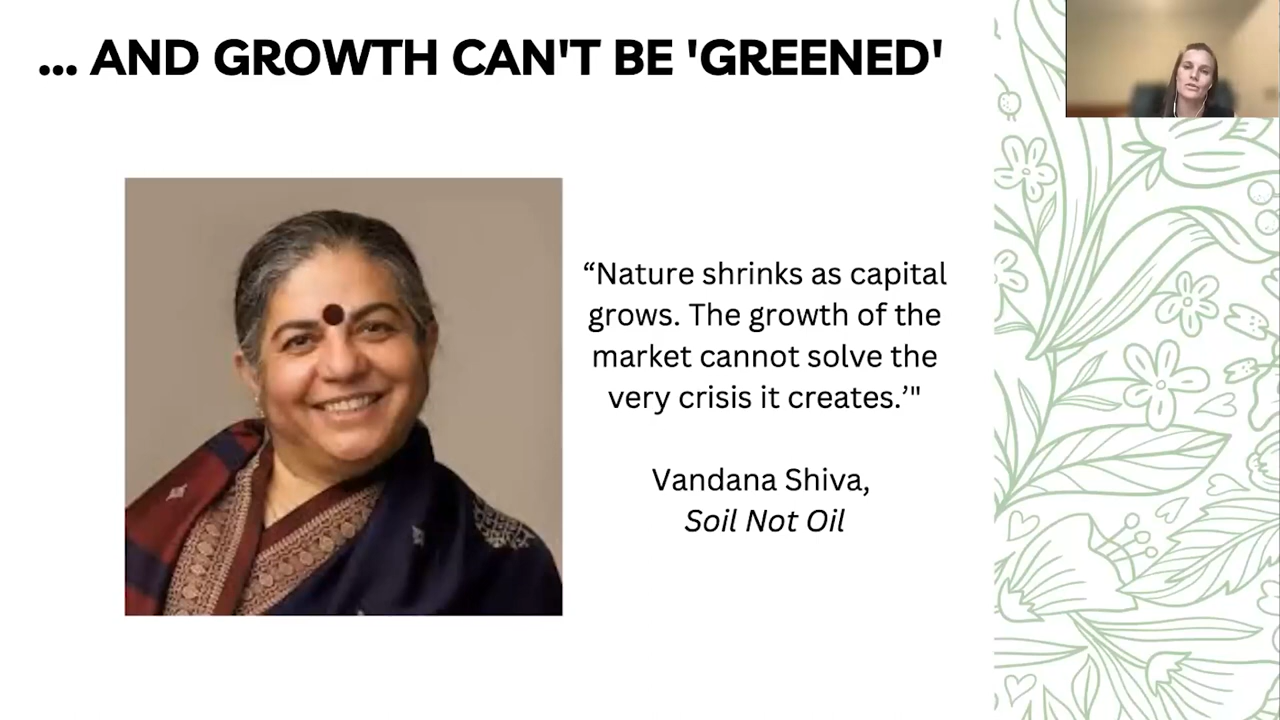 ... AND GROWTH CAN'T BE 'GREENED'
“Nature shrinks as capital
grows. The growth of the
market cannot solve the
very crisis it creates.’"
Vandana Shiva,
Soil Not Oil